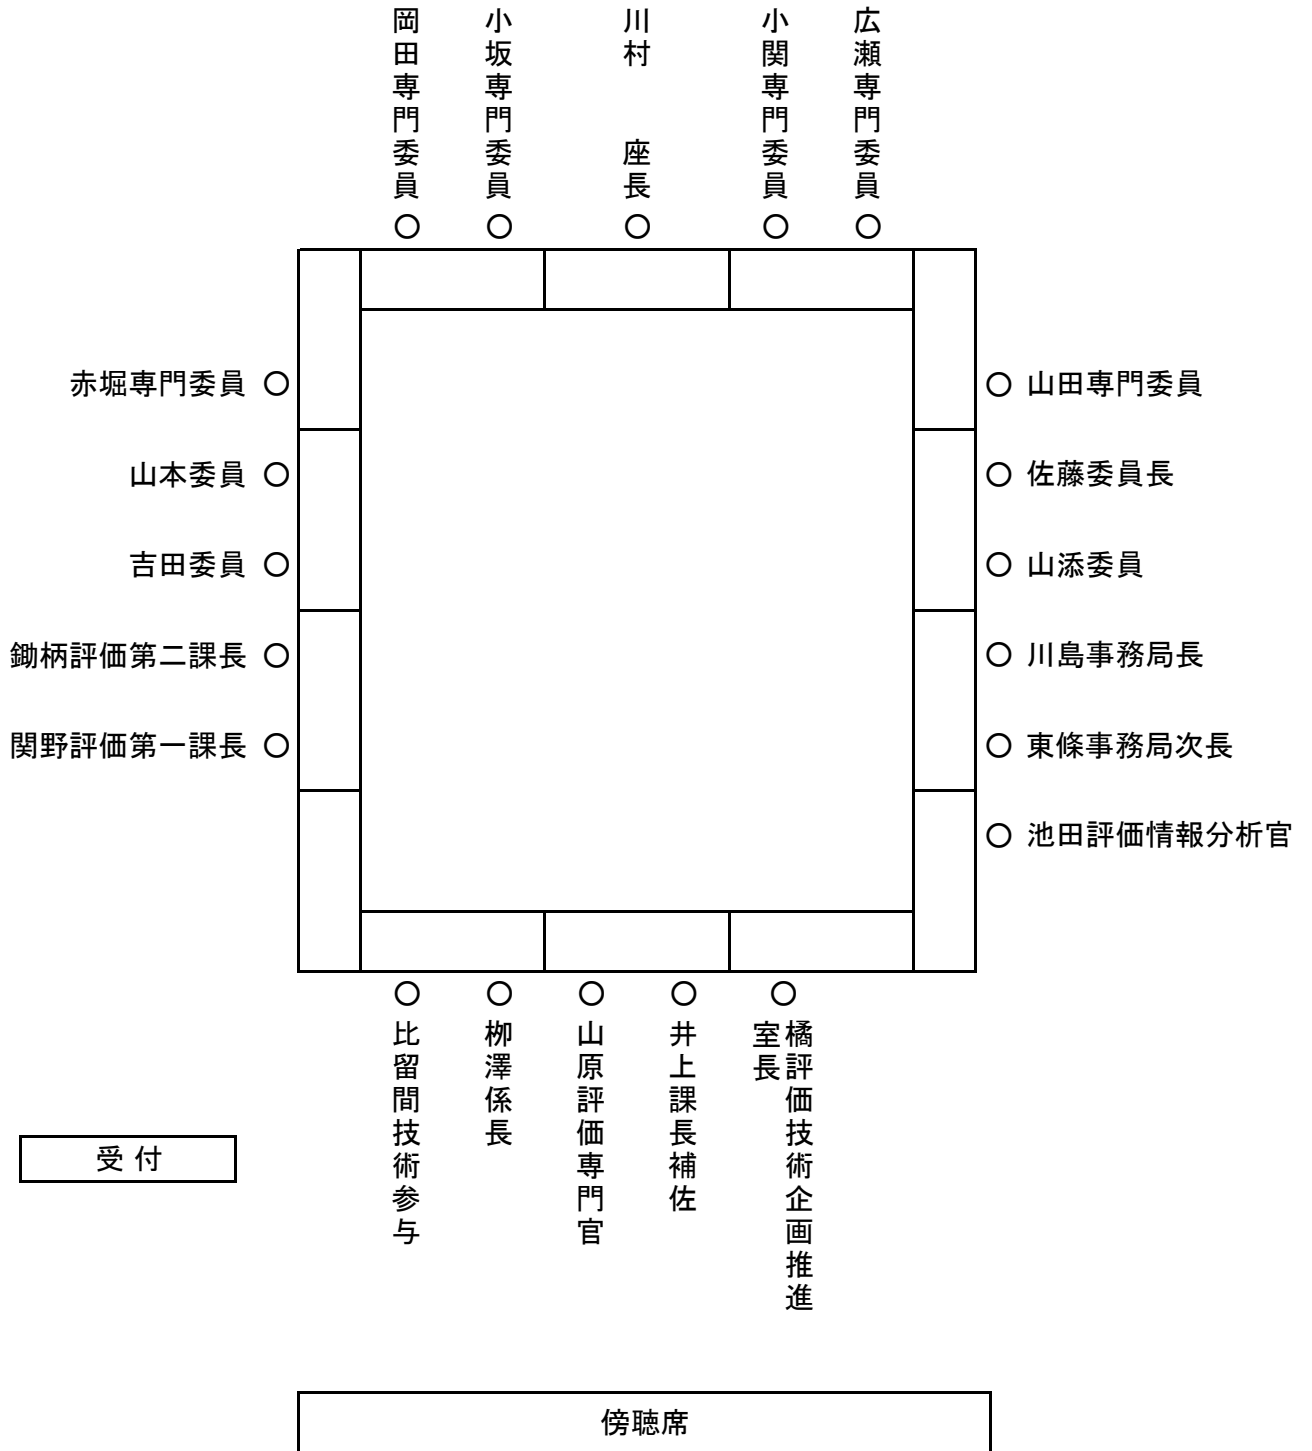 岡田専門委員
小坂専門委員
川村　　座長
小関専門委員
広瀬専門委員
赤堀専門委員
山本委員
吉田委員
鋤柄評価第二課長
関野評価第一課長
山田専門委員
佐藤委員長
山添委員
川島事務局長
東條事務局次長
池田評価情報分析官
比留間技術参与
栁澤係長
山原評価専門官
井上課長補佐
橘評価技術企画推進
室長
受 付
傍聴席